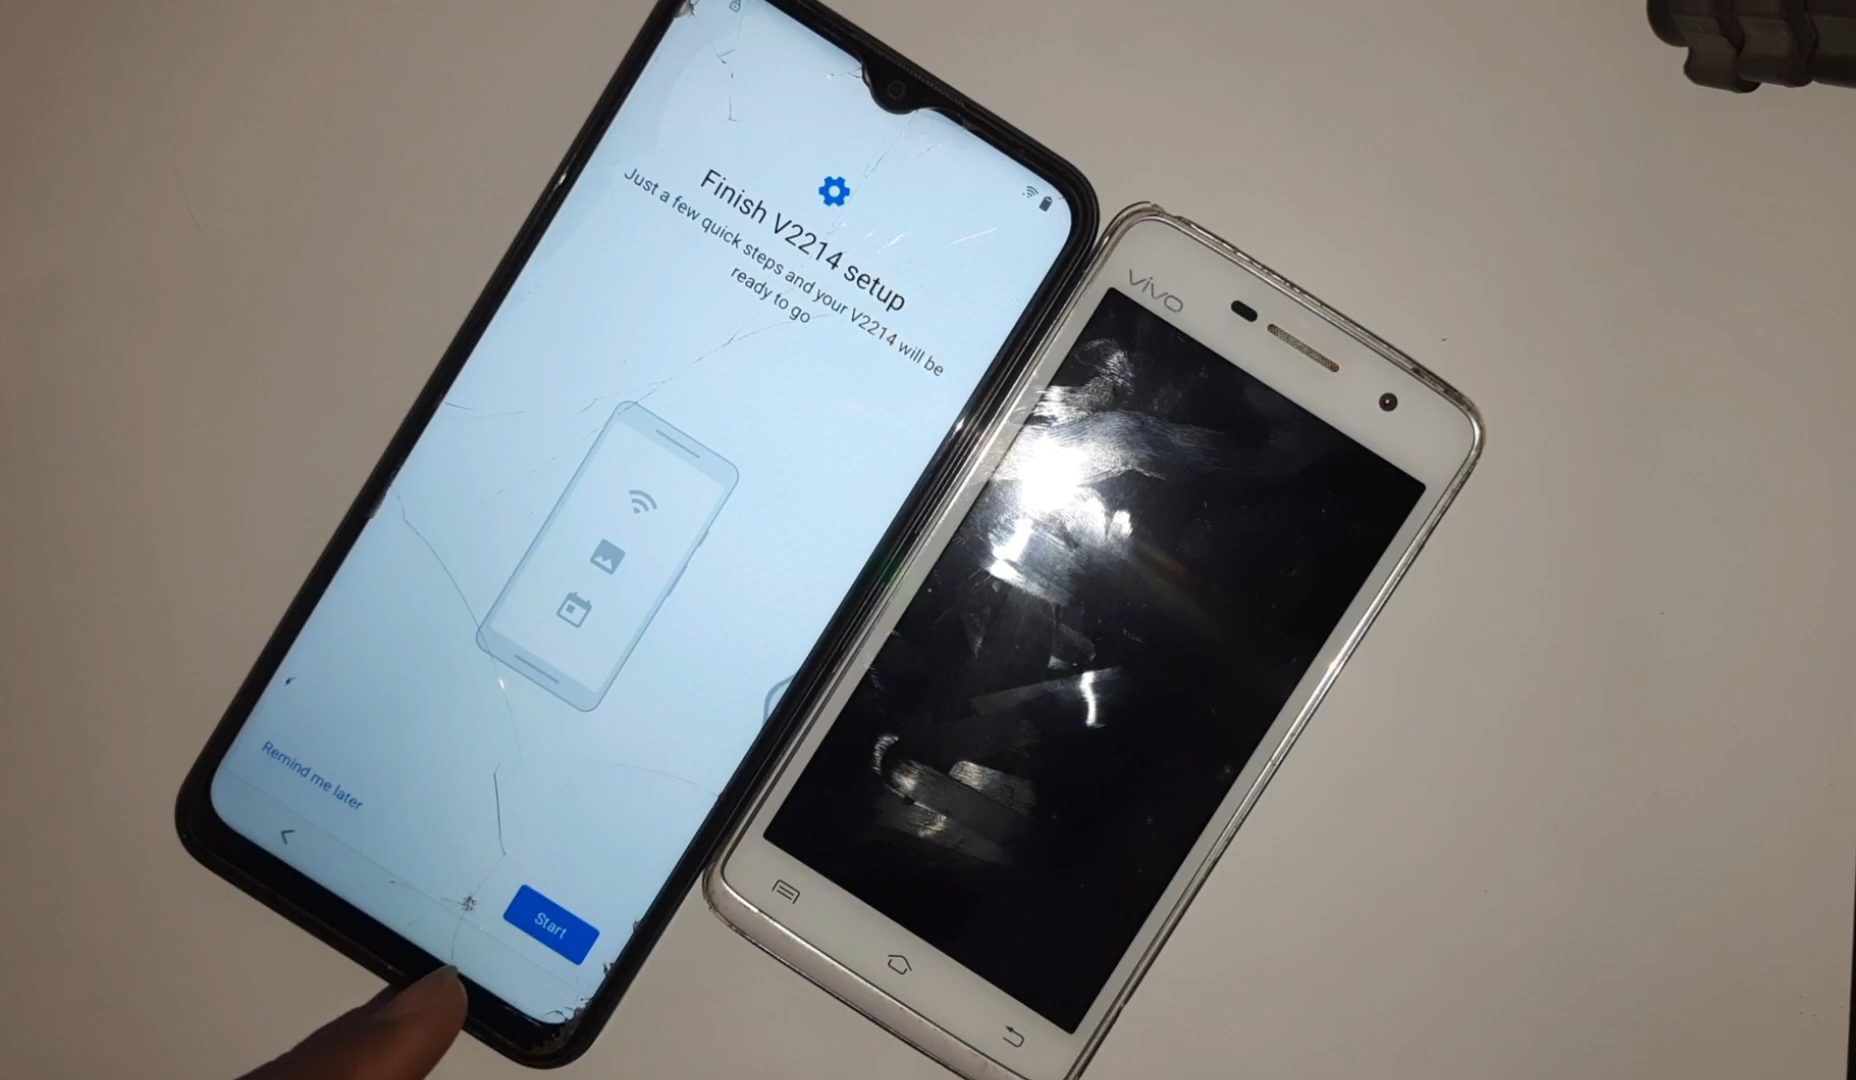 Finish V2214 setup
Just a few quick steps and your V2214 will be
ready to go
Remind me later
Start
vivo